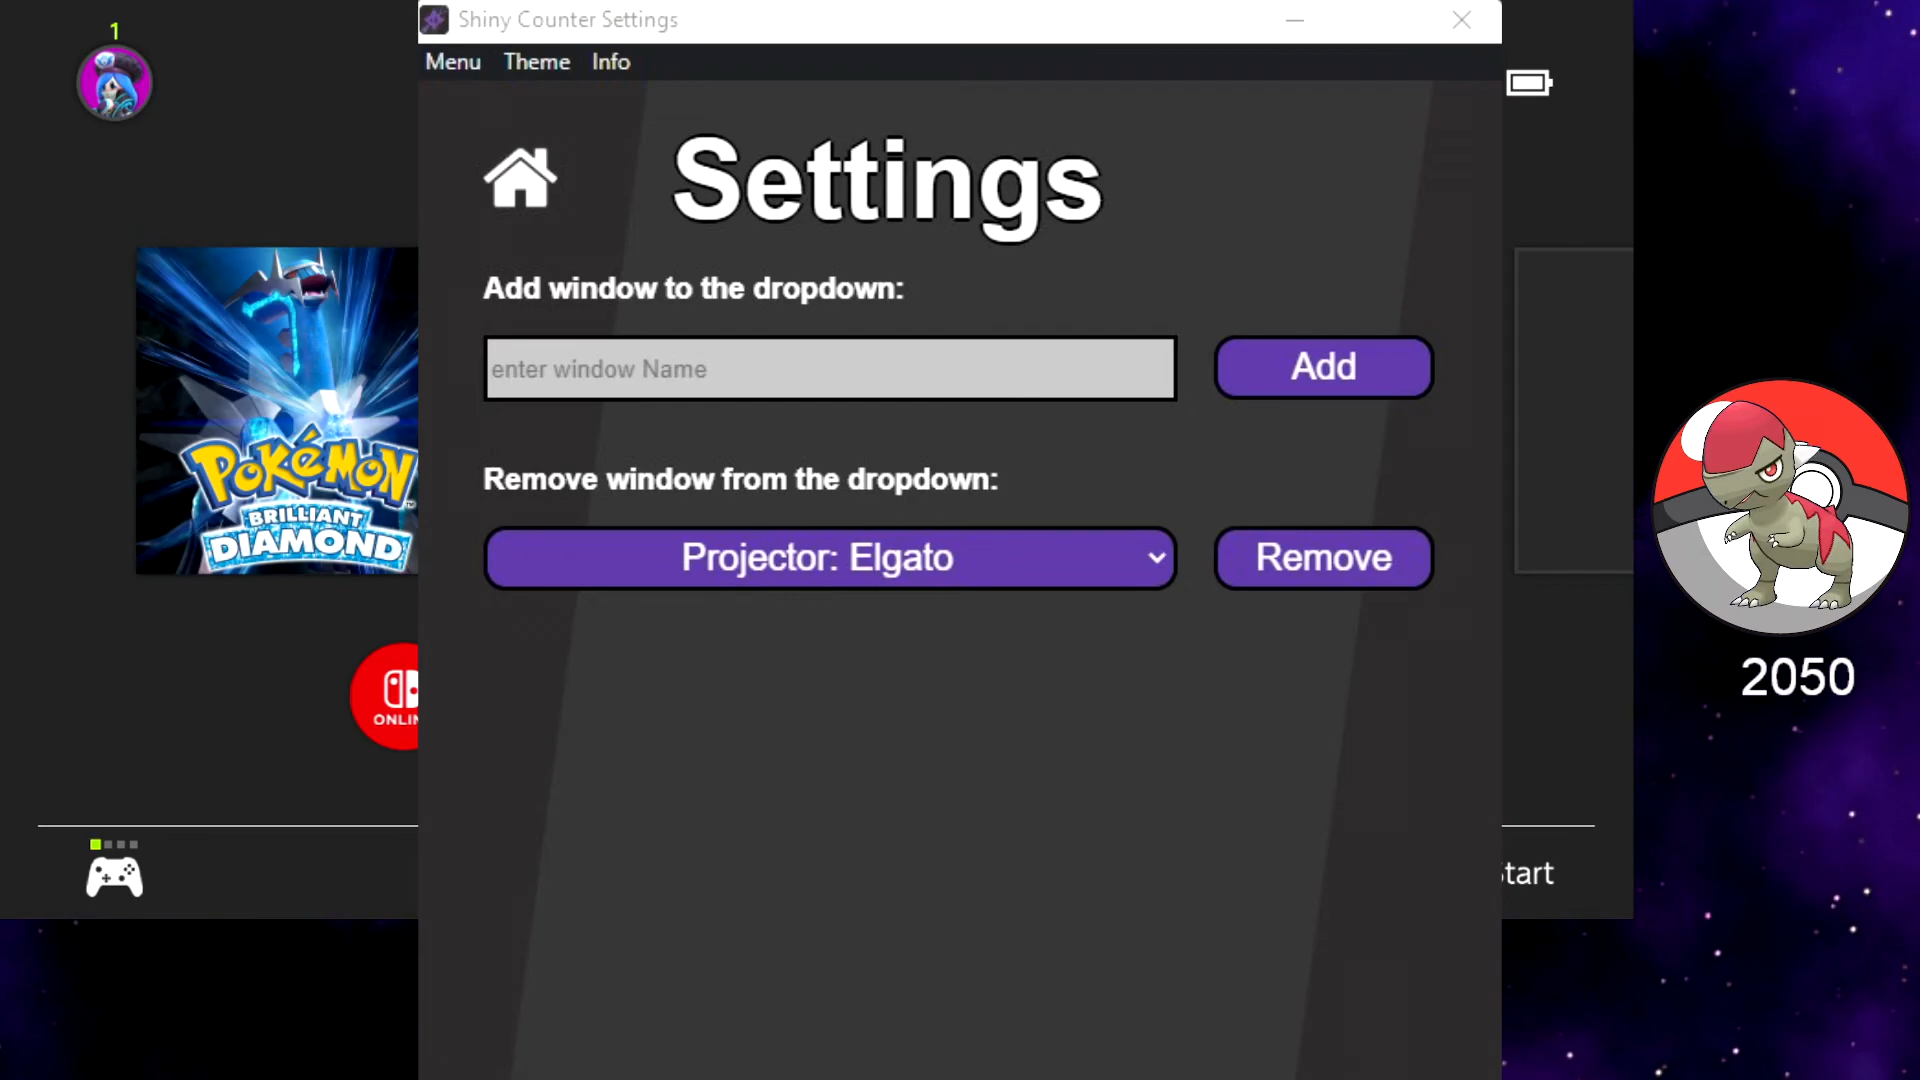 1
Shiny Counter Settings
Menu Theme Info
Settings
Add window to the dropdown:
enter window Name
Add
POKÉMON
BRILLIANT
DIAMOND
Remove window from the dropdown:
Projector: Elgato
Remove
2050